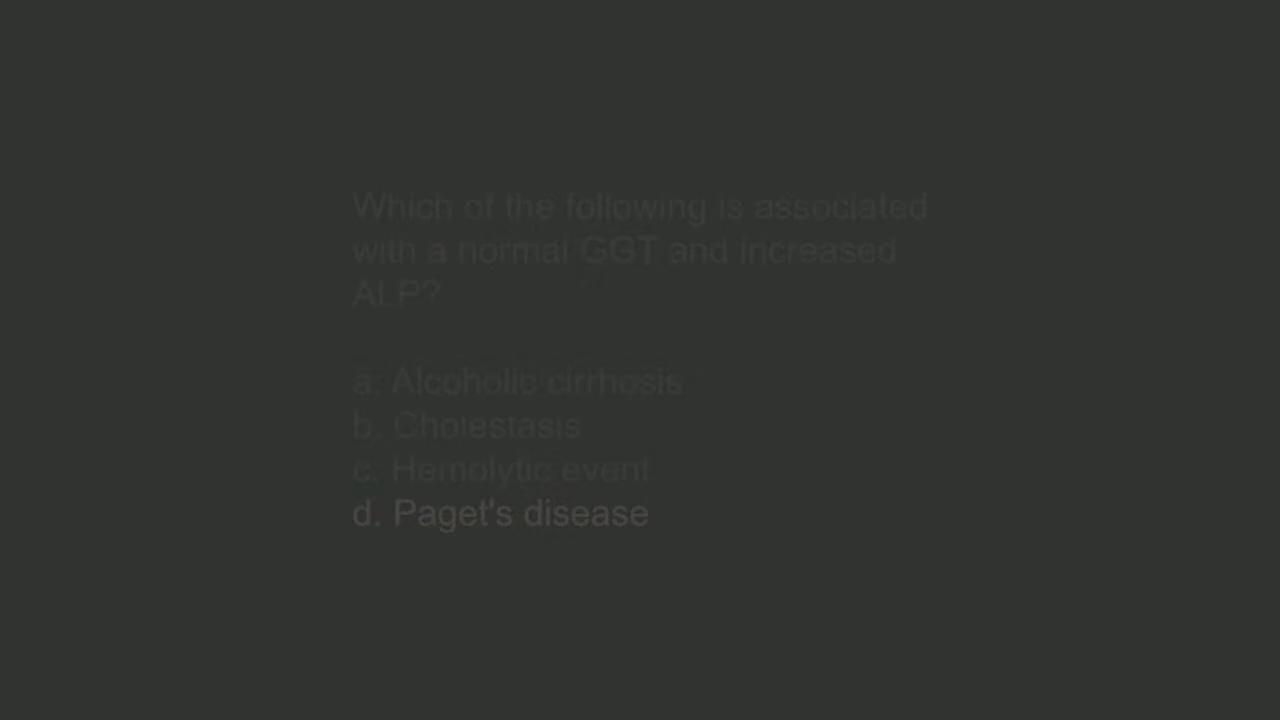 Which of the following is associated
with a normal GGT and increased
ALP?
a. Alcoholic cirrhosis
b. Cholestasis
c. Hemolytic event
d. Paget's disease